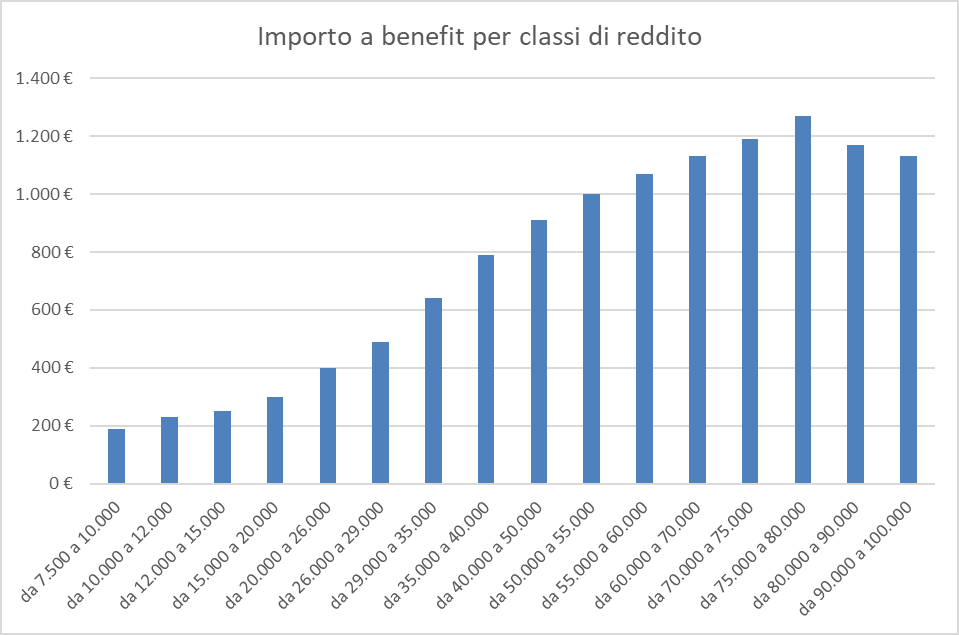 Importo a benefit per classi di reddito
1.400 €
1.200 €
1.000 €
800 €
600 €
400 €
200 €
0 €
da 7.500 a 10.000
da 10.000 a 12.000
da 12.000 a 15.000
da 15.000 a 20.000
da 20.000 a 26.000
da 26.000 a 29.000
da 29.000 a 35.000
da 35.000 a 40.000
da 40.000 a 50.000
da 50.000 a 55.000
da 55.000 a 60.000
da 60.000 a 70.000
da 70.000 a 75.000
da 75.000 a 80.000
da 80.000 a 90.000
da 90.000 a 100.000